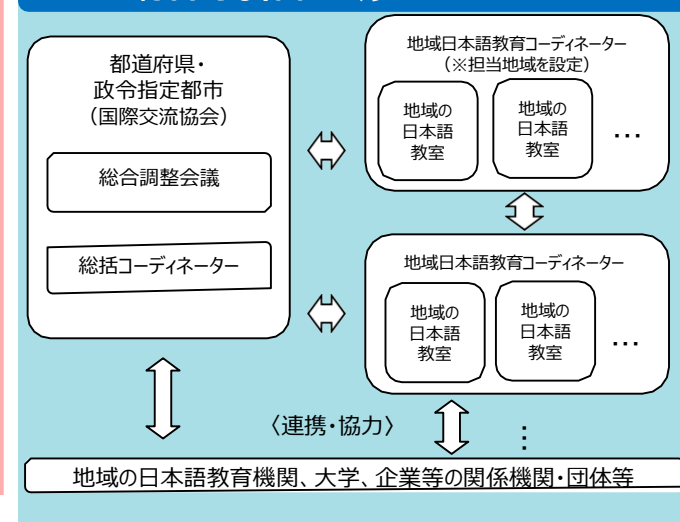 都道府県・
政令指定都市
（国際交流協会）
総合調整会議
総括コーディネーター
地域日本語教育コーディネーター
（※担当地域を設定）
地域の
日本語
教室
地域の
日本語
教室
…
地域日本語教育コーディネーター
地域の
日本語
教室
地域の
日本語
教室
…
〈連携・協力〉
⋮
地域の日本語教育機関、大学、企業等の関係機関・団体等